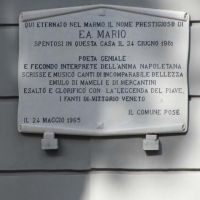 QUI ETERNATO NEL MARMO IL NOME PRESTIGIOSO DI
E.A. MARIO
SPENTOSI IN QUESTA CASA IL 24 GIUGNO 1961
POETA GENIALE
E FECONDO INTERPRETE DELL'ANIMA NAPOLETANA
SCRISSE E MUSICÒ CANTI DI INCOMPARABILE BELLEZZA
EMULO DI MAMELI E DI MERCANTINI
ESALTÒ E GLORIFICÒ CON LA "LEGGENDA DEL PIAVE„
I FANTI DI VITTORIO VENETO
IL COMUNE POSE
IL 24 MAGGIO 1965